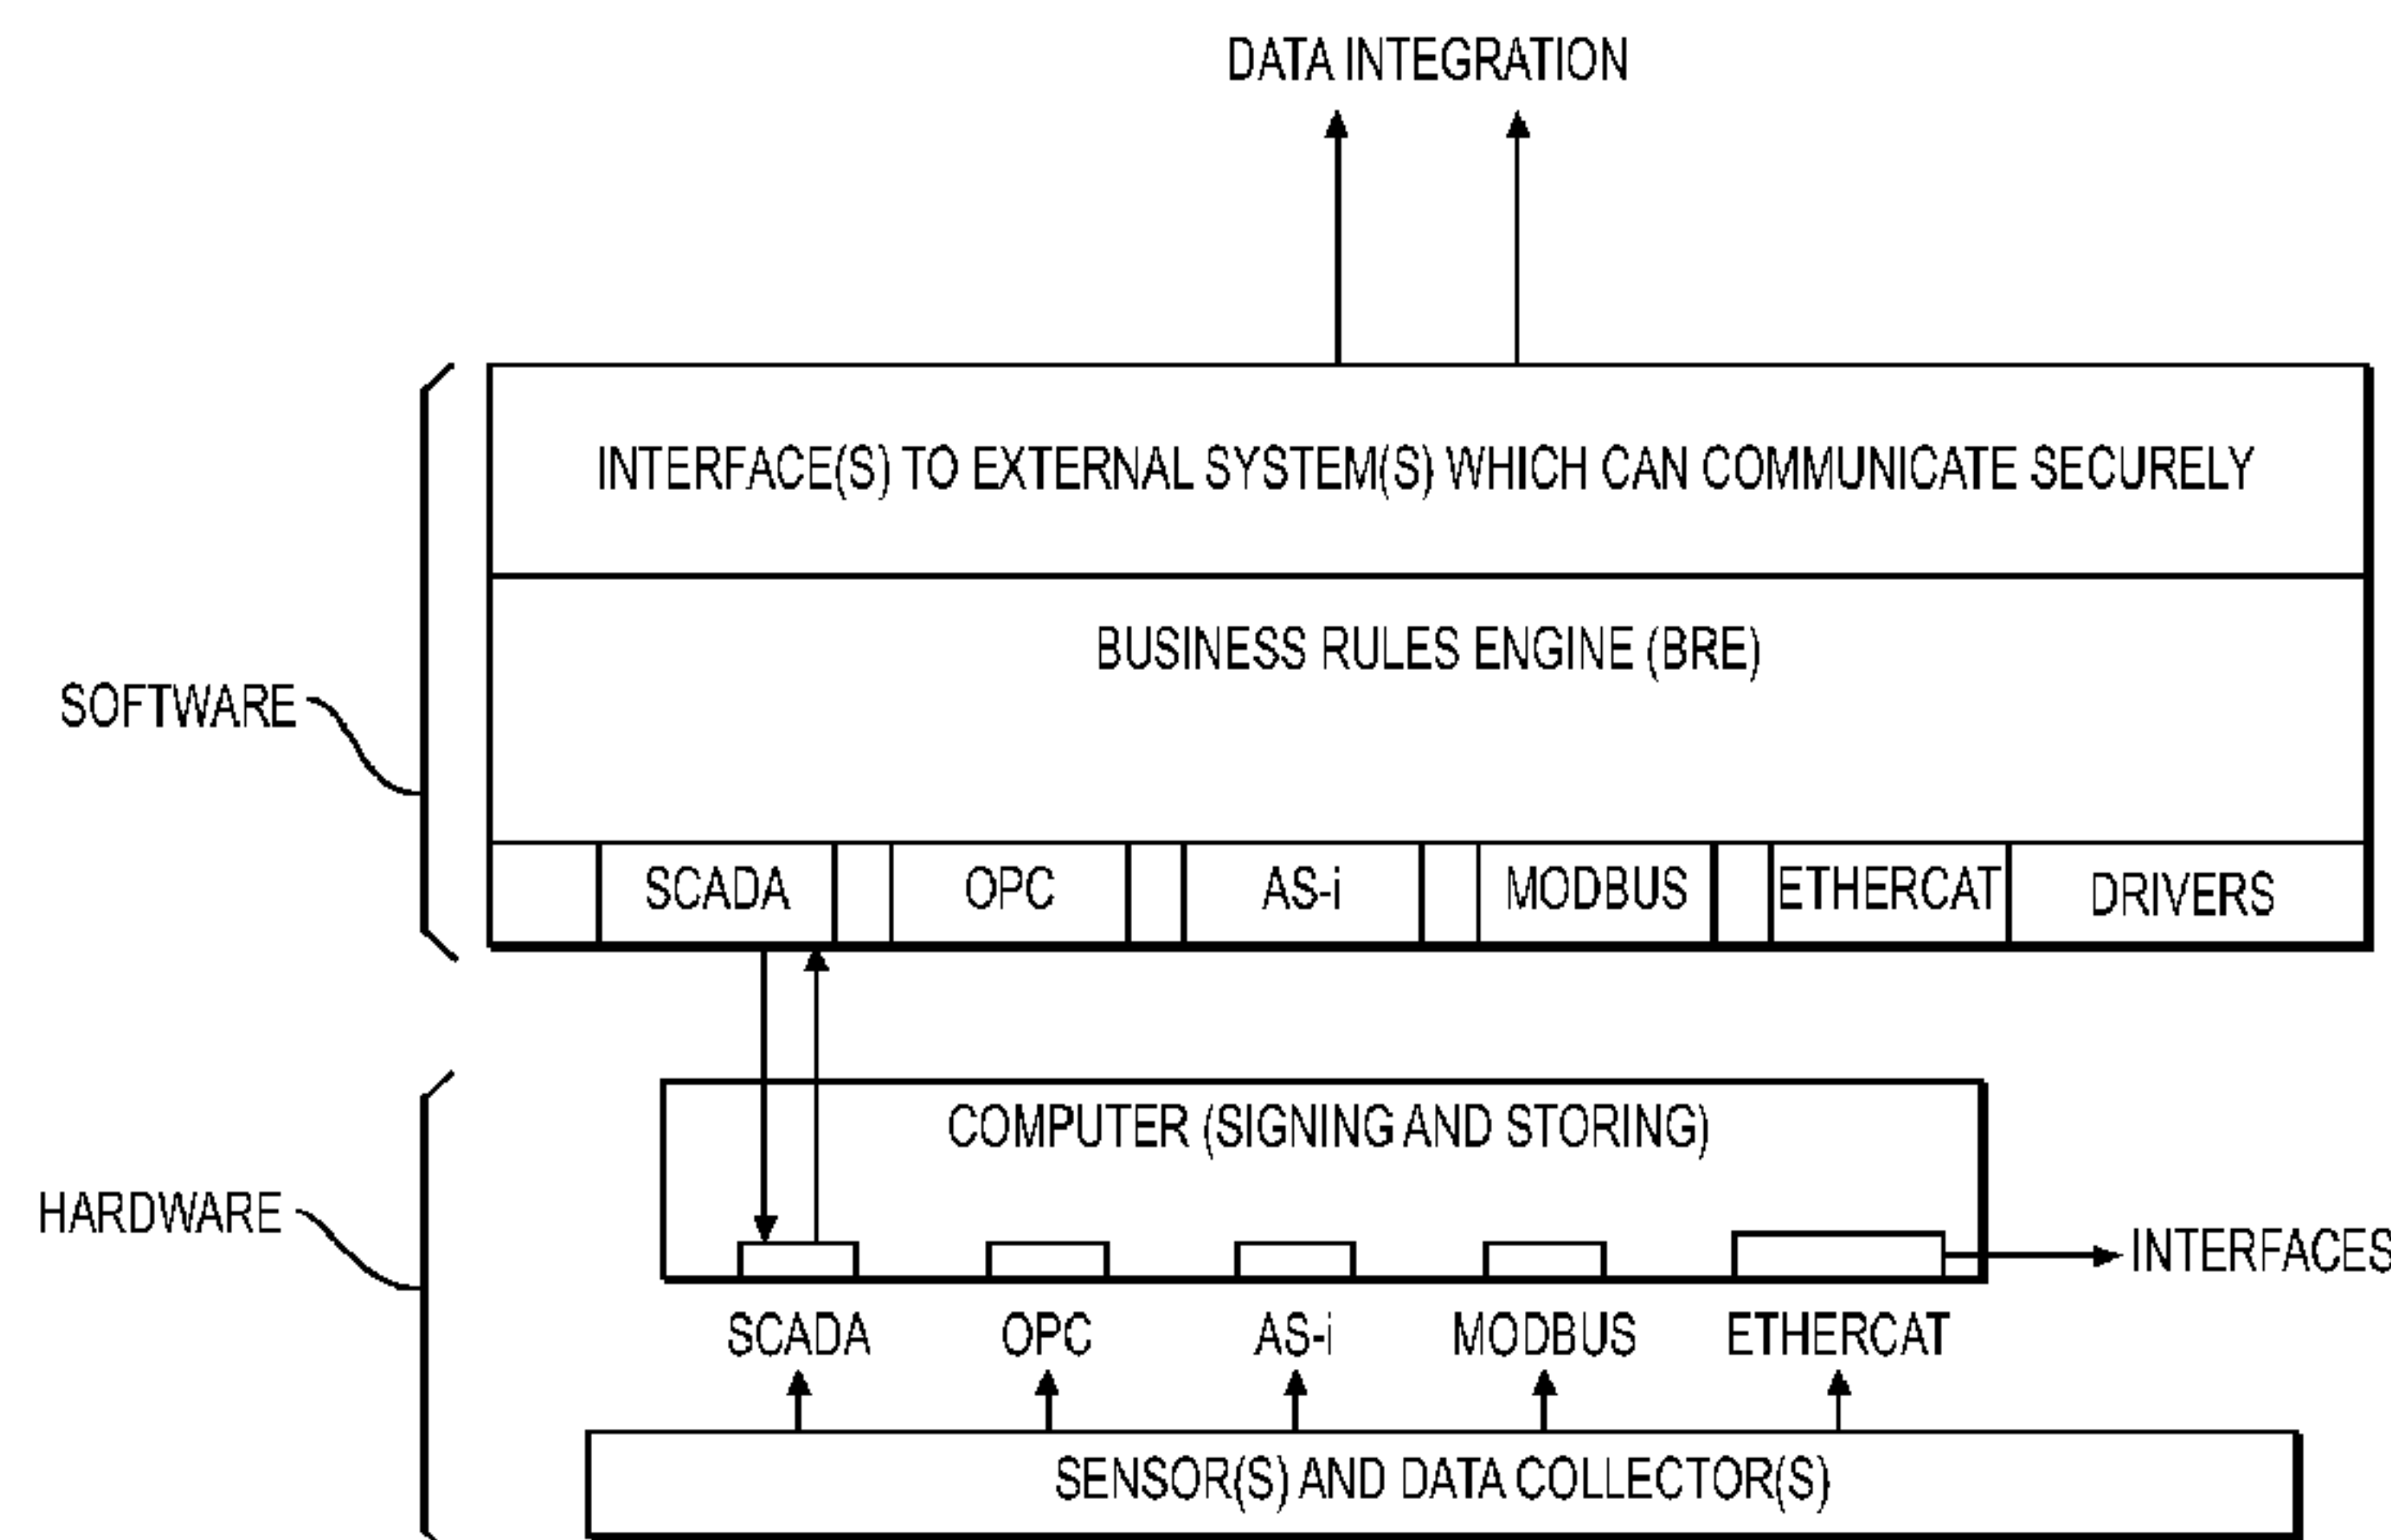 DATA INTEGRATION
INTERFACE(S) TO EXTERNAL SYSTEM(S) WHICH CAN COMMUNICATE SECURELY
BUSINESS RULES ENGINE (BRE)
SOFTWARE
SCADA OPC AS-i MODBUS ETHERCAT DRIVERS
COMPUTER (SIGNING AND STORING)
HARDWARE
INTERFACES
SCADA OPC AS-i MODBUS ETHERCAT
SENSOR(S) AND DATA COLLECTOR(S)